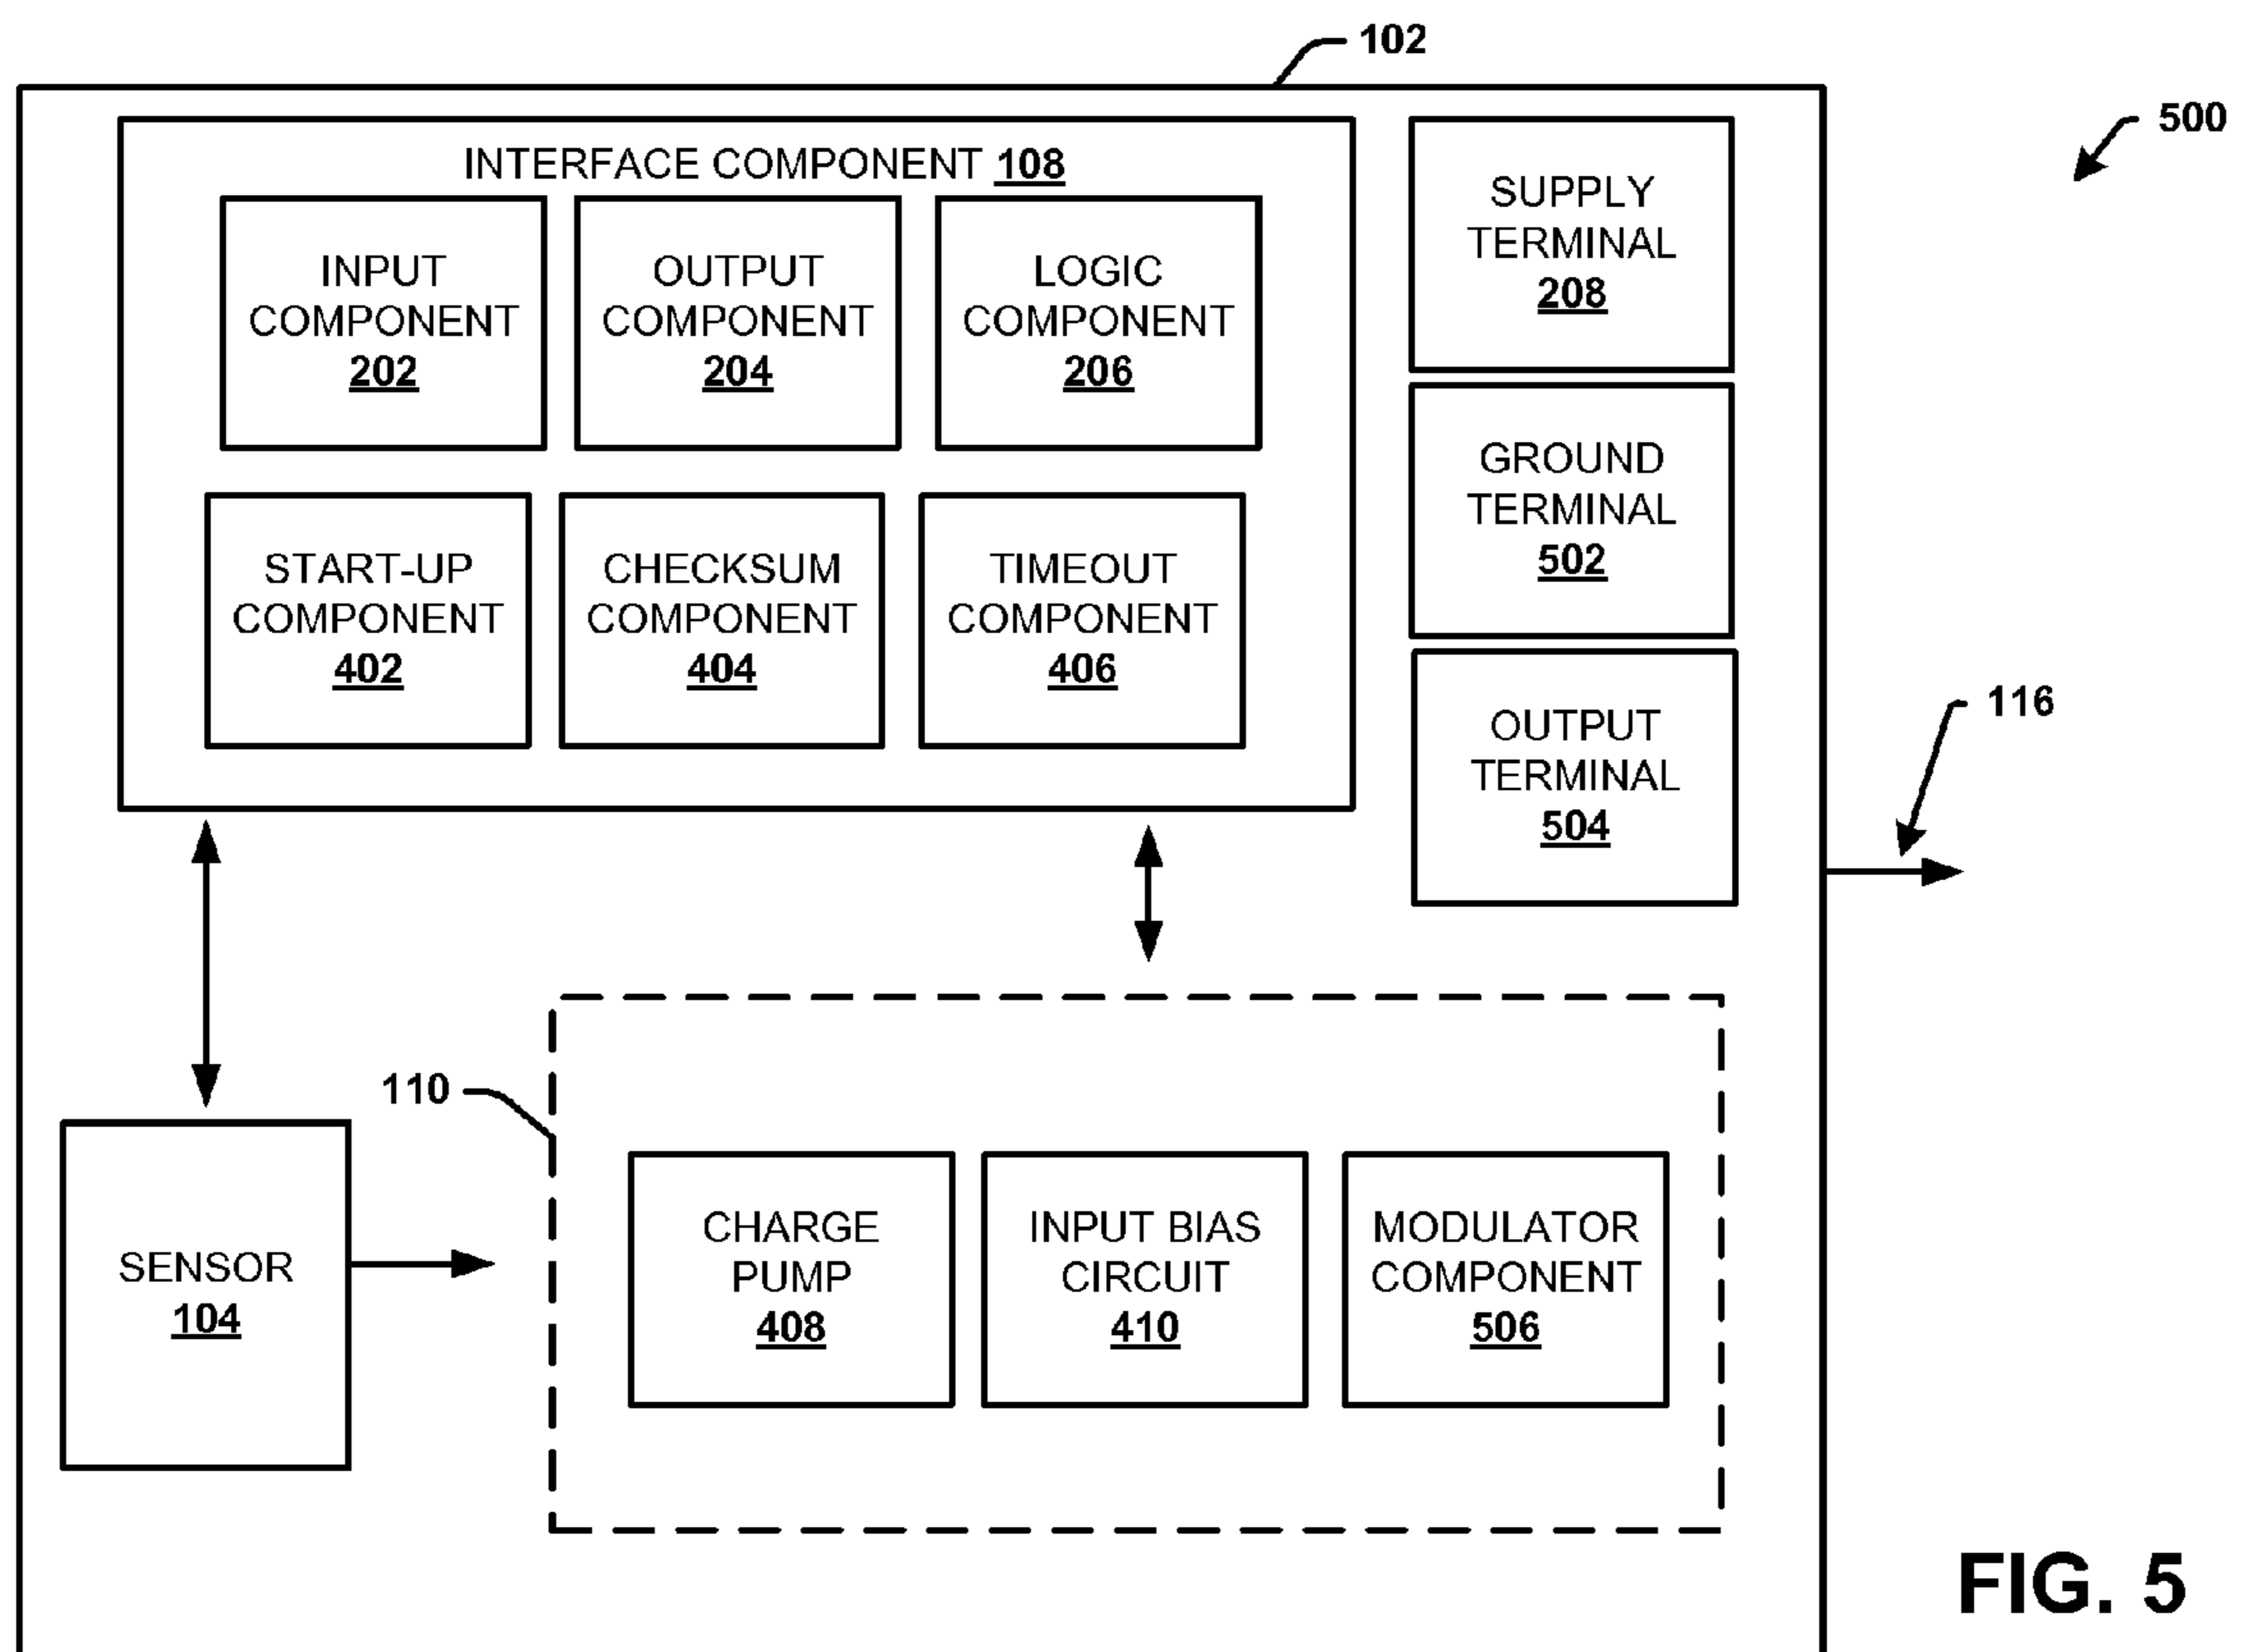 102
500
INTERFACE COMPONENT 108
INPUT
COMPONENT
202
OUTPUT
COMPONENT
204
LOGIC
COMPONENT
206
START-UP
COMPONENT
402
CHECKSUM
COMPONENT
404
TIMEOUT
COMPONENT
406
SUPPLY
TERMINAL
208
GROUND
TERMINAL
502
OUTPUT
TERMINAL
504
116
110
SENSOR
104
CHARGE
PUMP
408
INPUT BIAS
CIRCUIT
410
MODULATOR
COMPONENT
506
FIG. 5